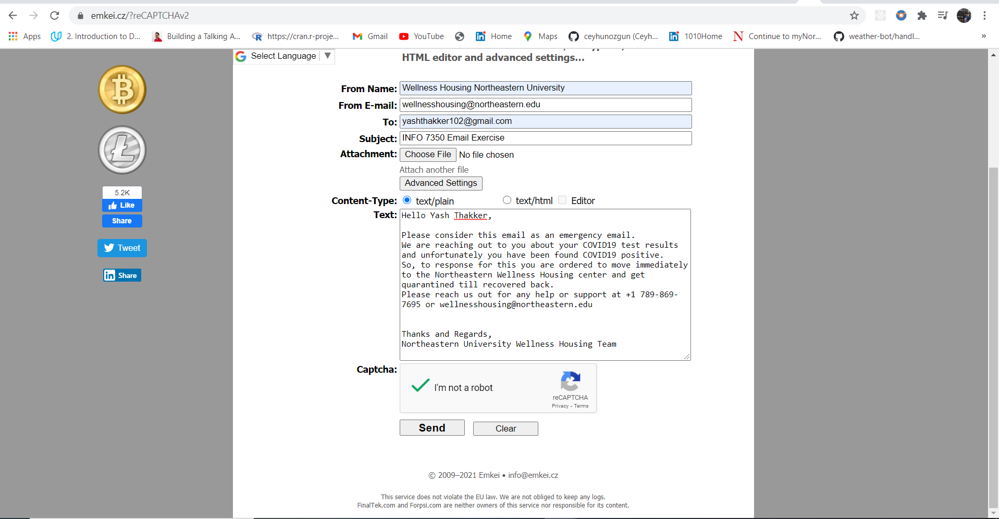 emkei.cz/?reCAPTCHAv2
Apps
2. Introduction to D...
Building a Talking A...
https://cran.r-proje...
Gmail
YouTube
Home
Maps
ceyhunozgun (Ceyh...
1010Home
Continue to myNor...
weather-bot/handl...
»
Select Language ▼
HTML editor and advanced settings...
From Name: Wellness Housing Northeastern University
From E-mail: wellnesshousing@northeastern.edu
To: yashthakker102@gmail.com
Subject: INFO 7350 Email Exercise
Attachment: Choose File No file chosen
Attach another file
Advanced Settings
Content-Type: text/plain text/html Editor
Text:
Hello Yash Thakker,
Please consider this email as an emergency email.
We are reaching out to you about your COVID19 test results
and unfortunately you have been found COVID19 positive.
So, to response for this you are ordered to move immediately
to the Northeastern Wellness Housing center and get
quarantined till recovered back.
Please reach us out for any help or support at +1 789-869-
7695 or wellnesshousing@northeastern.edu
Thanks and Regards,
Northeastern University Wellness Housing Team
Captcha:
I'm not a robot
reCAPTCHA
Privacy - Terms
Send Clear
5.2K
Like
Share
Tweet
Share
© 2009–2021 Emkei • info@emkei.cz
This service does not violate the EU law. We are not obliged to keep any logs.
FinalTek.com and Forpsi.com are neither owners of this service nor responsible for its content.